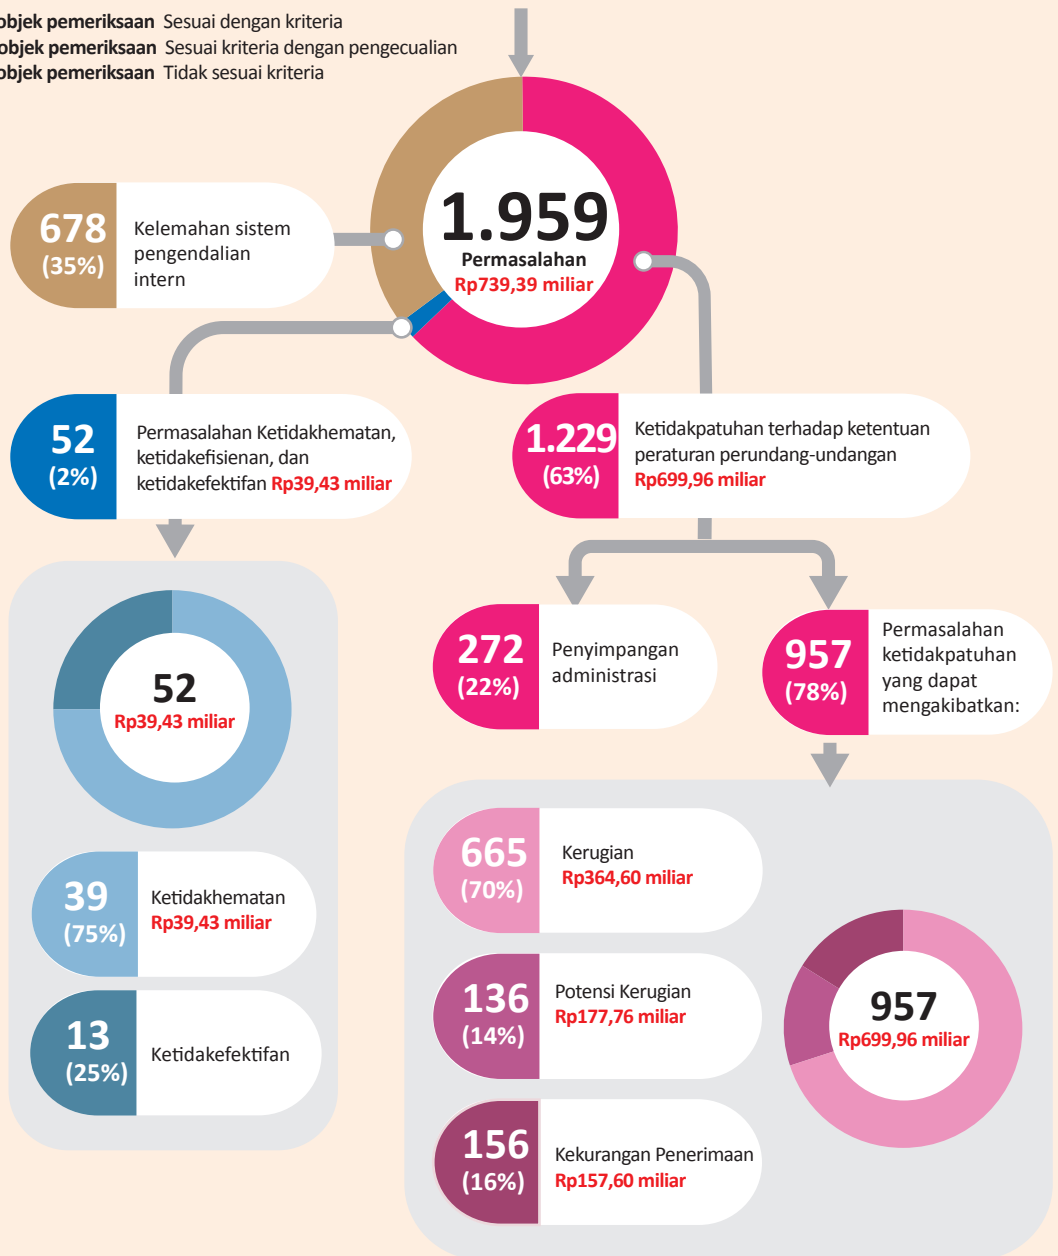 objek pemeriksaan Sesuai dengan kriteria
objek pemeriksaan Sesuai kriteria dengan pengecualian
objek pemeriksaan Tidak sesuai kriteria
1.959
Permasalahan
Rp739,39 miliar
678
(35%)
Kelemahan sistem
pengendalian
intern
52
(2%)
Permasalahan Ketidakhematan,
ketidakefisienan, dan
ketidakefektifan Rp39,43 miliar
1.229
(63%)
Ketidakpatuhan terhadap ketentuan
peraturan perundang-undangan
Rp699,96 miliar
52
Rp39,43 miliar
39
(75%)
Ketidakhematan
Rp39,43 miliar
13
(25%)
Ketidakefektifan
272
(22%)
Penyimpangan
administrasi
957
(78%)
Permasalahan
ketidakpatuhan
yang dapat
mengakibatkan:
665
(70%)
Kerugian
Rp364,60 miliar
136
(14%)
Potensi Kerugian
Rp177,76 miliar
156
(16%)
Kekurangan Penerimaan
Rp157,60 miliar
957
Rp699,96 miliar